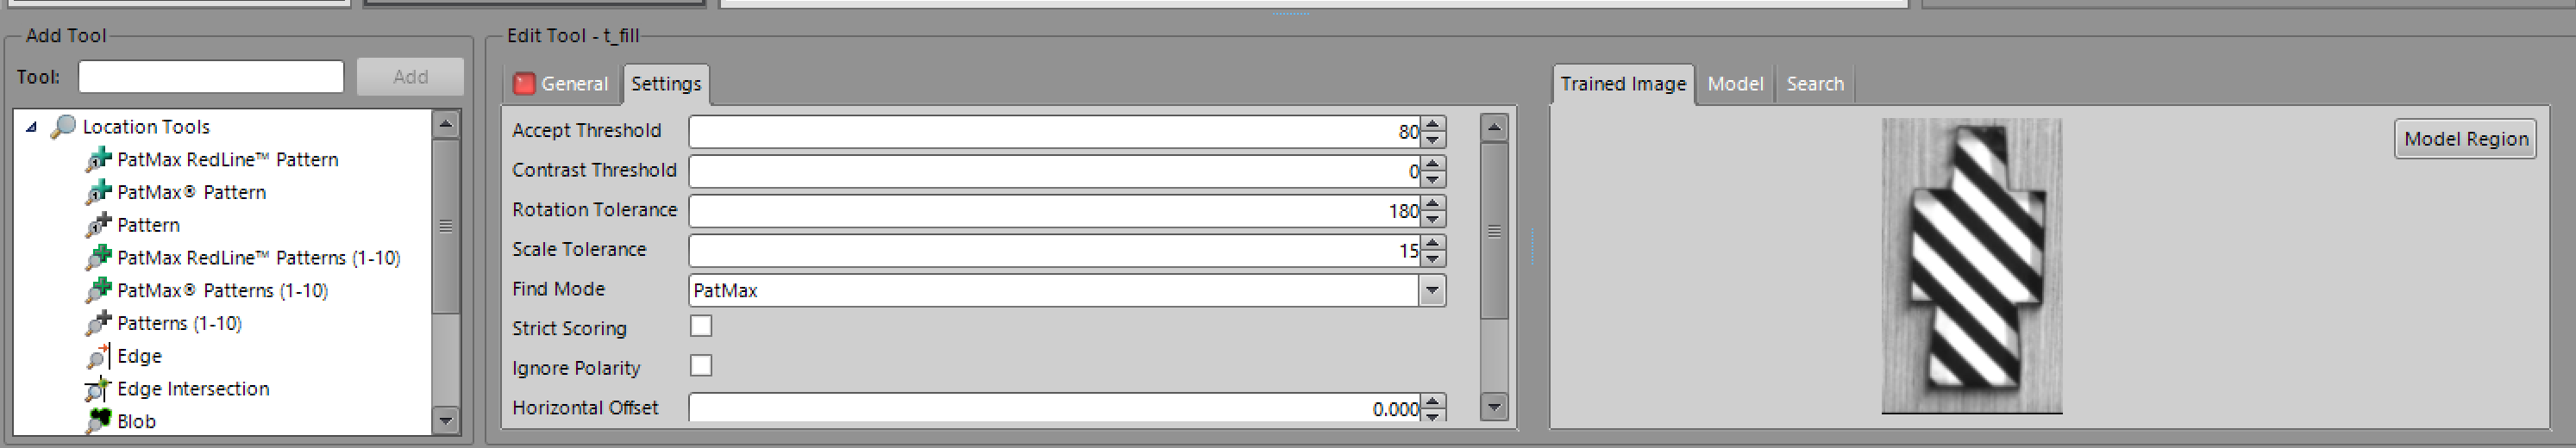 Add Tool
Tool:
Add
Location Tools
PatMax RedLine™ Pattern
PatMax® Pattern
Pattern
PatMax RedLine™ Patterns (1-10)
PatMax® Patterns (1-10)
Patterns (1-10)
Edge
Edge Intersection
Blob
Edit Tool - t_fill
General
Settings
Accept Threshold 80
Contrast Threshold 0
Rotation Tolerance 180
Scale Tolerance 15
Find Mode PatMax
Strict Scoring
Ignore Polarity
Horizontal Offset 0.000
Trained Image
Model
Search
Model Region